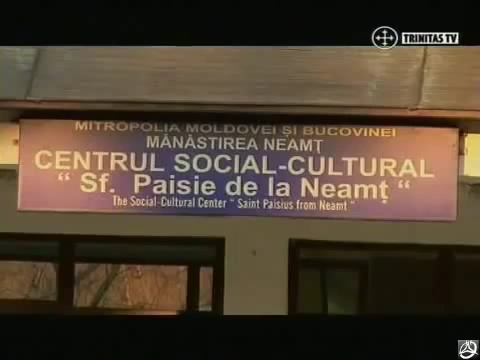 TRINITAS TV
MITROPOLIA MOLDOVEI ȘI BUCOVINEI
MĂNĂSTIREA NEAMȚ
CENTRUL SOCIAL-CULTURAL
“ Sf. Paisie de la Neamț “
The Social-Cultural Center “ Saint Paisius from Neamt “